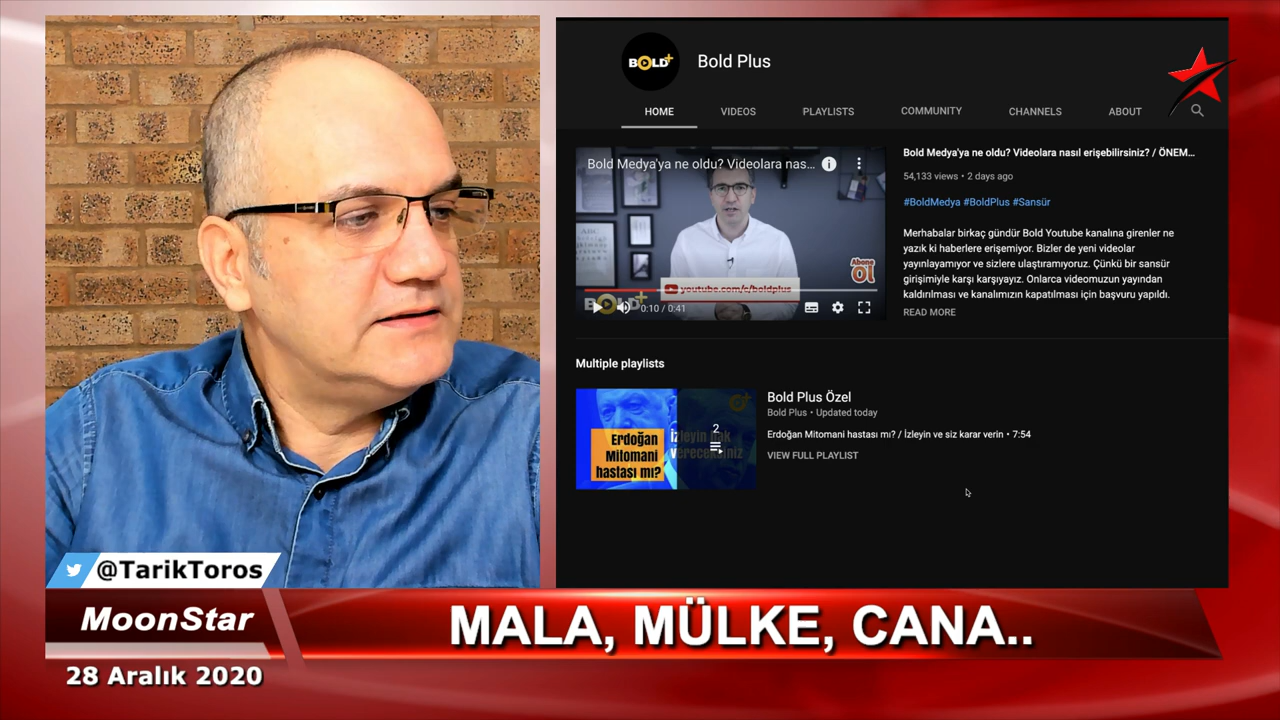 BOLD+
Bold Plus
HOME
VIDEOS
PLAYLISTS
COMMUNITY
CHANNELS
ABOUT
Bold Medya'ya ne oldu? Videolara nas...
Abone
Ol
youtube.com/c/boldplus
BOLD+
0:10 / 0:41
Bold Medya'ya ne oldu? Videolara nasıl erişebilirsiniz? / ÖNEM...
54,133 views • 2 days ago
#BoldMedya #BoldPlus #Sansür
Merhabalar birkaç gündür Bold Youtube kanalına girenler ne
yazık ki haberlere erişemiyor. Bizler de yeni videolar
yayınlayamıyor ve sizlere ulaştıramıyoruz. Çünkü bir sansür
girişimiyle karşı karşıyayız. Onlarca videomuzun yayından
kaldırılması ve kanalımızın kapatılması için başvuru yapıldı.
READ MORE
Multiple playlists
Erdoğan
Mitomani
hastası mı?
İzleyin
2
Bold Plus Özel
Bold Plus • Updated today
Erdoğan Mitomani hastası mı? / İzleyin ve siz karar verin • 7:54
VIEW FULL PLAYLIST
@TarikToros
MoonStar
MALA, MÜLKE, CANA..
28 Aralık 2020